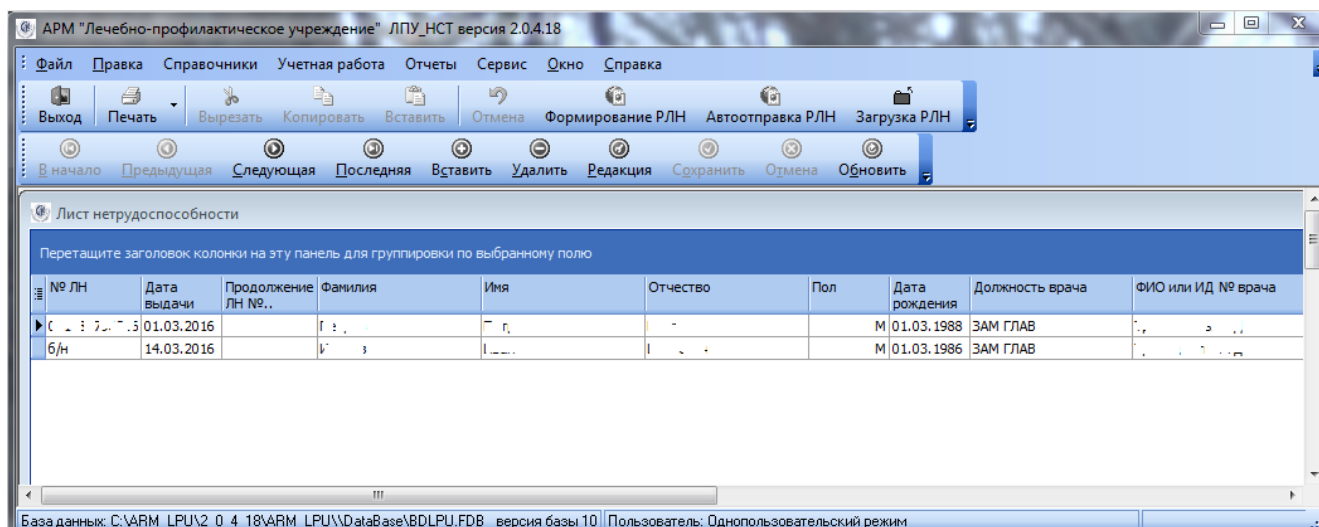 АРМ "Лечебно-профилактическое учреждение" ЛПУ_НСТ версия 2.0.4.18
Файл Правка Справочники Учетная работа Отчеты Сервис Окно Справка
Выход Печать Вырезать Копировать Вставить Отмена Формирование РЛН Автоотправка РЛН Загрузка РЛН
В начало Предыдущая Следующая Последняя Вставить Удалить Редакция Сохранить Отмена Обновить
Лист нетрудоспособности
Перетащите заголовок колонки на эту панель для группировки по выбранному полю
№ ЛН Дата выдачи Продолжение ЛН №.. Фамилия Имя Отчество Пол Дата рождения Должность врача ФИО или ИД № врача
01.03.2016 М 01.03.1988 ЗАМ ГЛАВ
б/н 14.03.2016 М 01.03.1986 ЗАМ ГЛАВ
База данных: C:\ARM_LPU\2_0_4_18\ARM_LPU\\DataBase\BDLPU.FDB версия базы 10 Пользователь: Однопользовательский режим